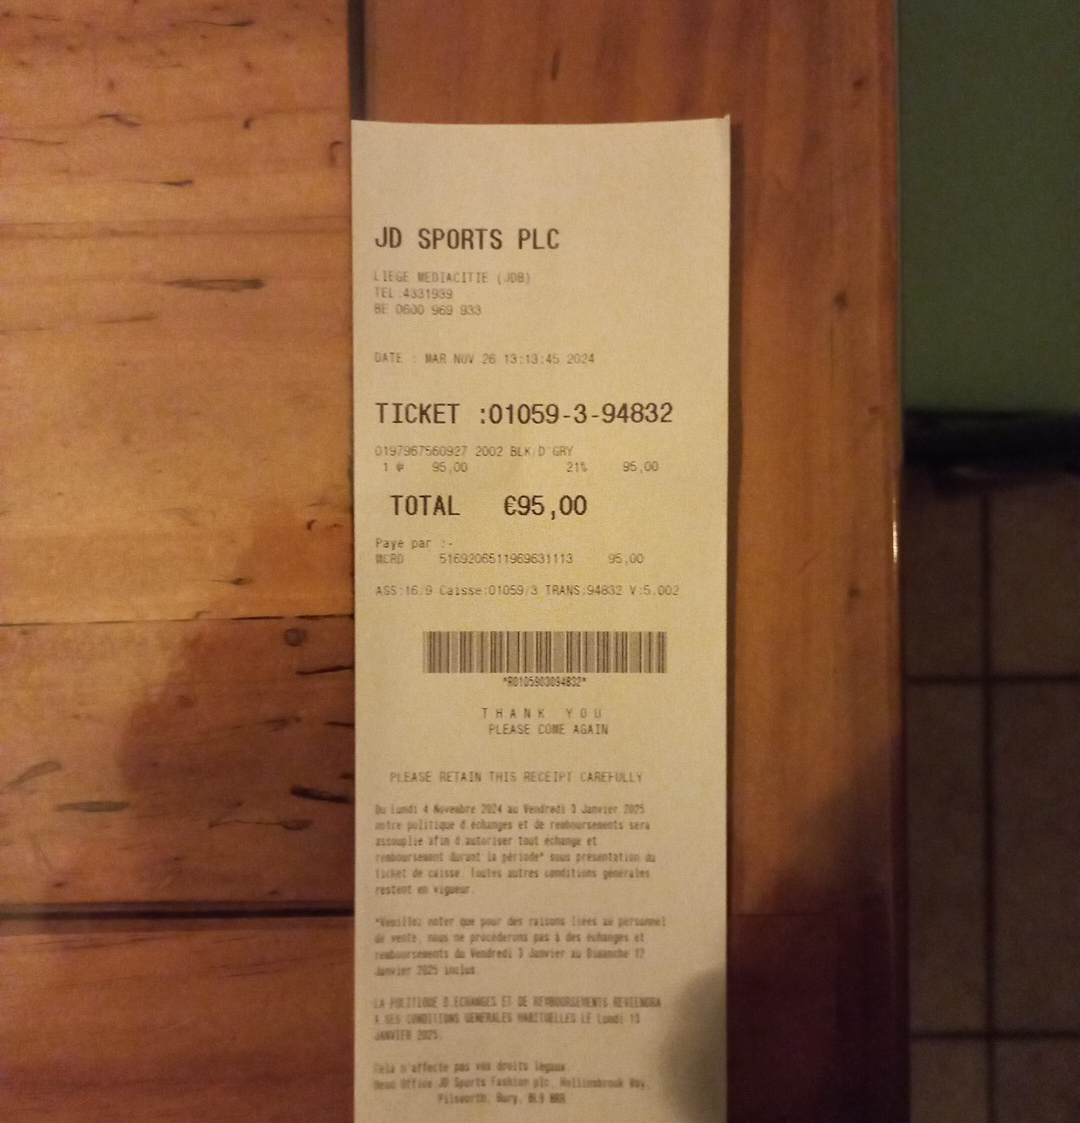 JD SPORTS PLC
LIEGE MEDIACITIE (JDB)
TEL:4331939
BE 0600 969 933
DATE : MAR NOV 26 13:13:45 2024
TICKET :01059-3-94832
0197967560927 2002 BLK/D'GRY
1 @ 95,00 21% 95,00
TOTAL €95,00
Paye par :-
MCRD 5169206511969631113 95,00
ASS:16/9 Caisse:01059/3 TRANS:94832 V:5.002
*R0105903094832*
THANK YOU
PLEASE COME AGAIN
PLEASE RETAIN THIS RECEIPT CAREFULLY
Du Lundi 4 Novembre 2024 au Vendredi 3 Janvier 2025
notre politique d'échanges et de remboursements sera
assouplie afin d'autoriser tout échange et
remboursement durant la période* sous présentation du
ticket de caisse. Toutes autres conditions générales
restent en vigueur.
*Veuillez noter que pour des raisons liées au personnel
de vente, nous ne procéderons pas à des échanges et
remboursements du Vendredi 3 Janvier au Dimanche 12
Janvier 2025 inclus.
LA POLITIQUE D'ECHANGES ET DE REMBOURSEMENTS REVIENDRA
A SES CONDITIONS GENERALES HABITUELLES LE Lundi 13
JANVIER 2025.
Cela n'affecte pas vos droits légaux.
Head Office:JD Sports Fashion plc, Hollinsbrook Way,
Pilsworth, Bury, BL9 8RR